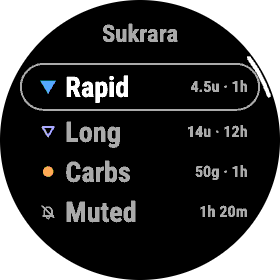 Sukrara
Rapid 4.5u · 1h
Long 14u · 12h
Carbs 50g · 1h
Muted 1h 20m